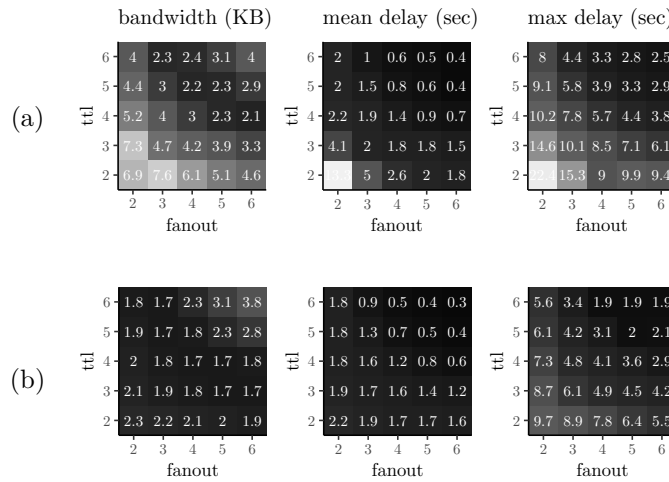 bandwidth (KB) mean delay (sec) max delay (sec)
(a)
ttl
6 4 2.3 2.4 3.1 4
5 4.4 3 2.2 2.3 2.9
4 5.2 4 3 2.3 2.1
3 7.3 4.7 4.2 3.9 3.3
2 6.9 7.6 6.1 5.1 4.6
2 3 4 5 6
fanout
ttl
6 2 1 0.6 0.5 0.4
5 2 1.5 0.8 0.6 0.4
4 2.2 1.9 1.4 0.9 0.7
3 4.1 2 1.8 1.8 1.5
2 13.3 5 2.6 2 1.8
2 3 4 5 6
fanout
ttl
6 8 4.4 3.3 2.8 2.5
5 9.1 5.8 3.9 3.3 2.9
4 10.2 7.8 5.7 4.4 3.8
3 14.6 10.1 8.5 7.1 6.1
2 22.4 15.3 9 9.9 9.4
2 3 4 5 6
fanout
(b)
ttl
6 1.8 1.7 2.3 3.1 3.8
5 1.9 1.7 1.8 2.3 2.8
4 2 1.8 1.7 1.7 1.8
3 2.1 1.9 1.8 1.7 1.7
2 2.3 2.2 2.1 2 1.9
2 3 4 5 6
fanout
ttl
6 1.8 0.9 0.5 0.4 0.3
5 1.8 1.3 0.7 0.5 0.4
4 1.8 1.6 1.2 0.8 0.6
3 1.9 1.7 1.6 1.4 1.2
2 2.2 1.9 1.7 1.7 1.6
2 3 4 5 6
fanout
ttl
6 5.6 3.4 1.9 1.9 1.9
5 6.1 4.2 3.1 2 2.1
4 7.3 4.8 4.1 3.6 2.9
3 8.7 6.1 4.9 4.5 4.2
2 9.7 8.9 7.8 6.4 5.5
2 3 4 5 6
fanout